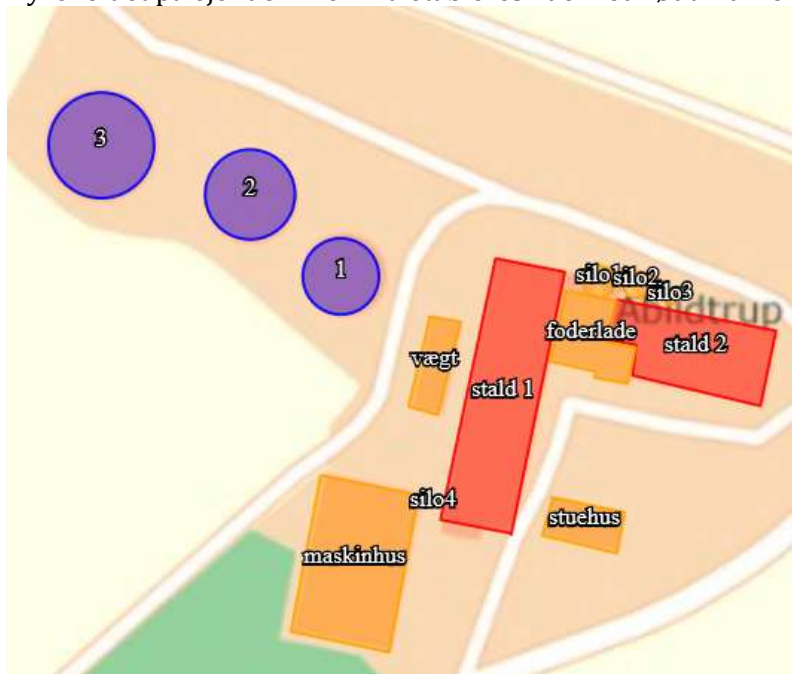 3
2
1
silo1
silo2
silo3
Abildtrup
foderlade
stald 2
vægt
stald 1
silo4
stuehus
maskinhus